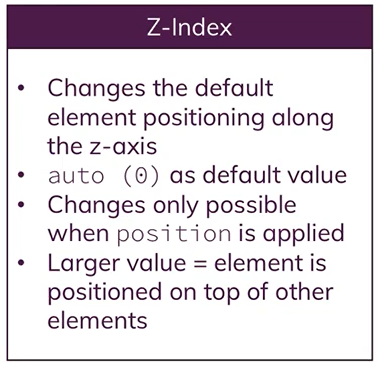 Z-Index
• Changes the default
element positioning along
the z-axis
• auto (0) as default value
• Changes only possible
when position is applied
• Larger value = element is
positioned on top of other
elements